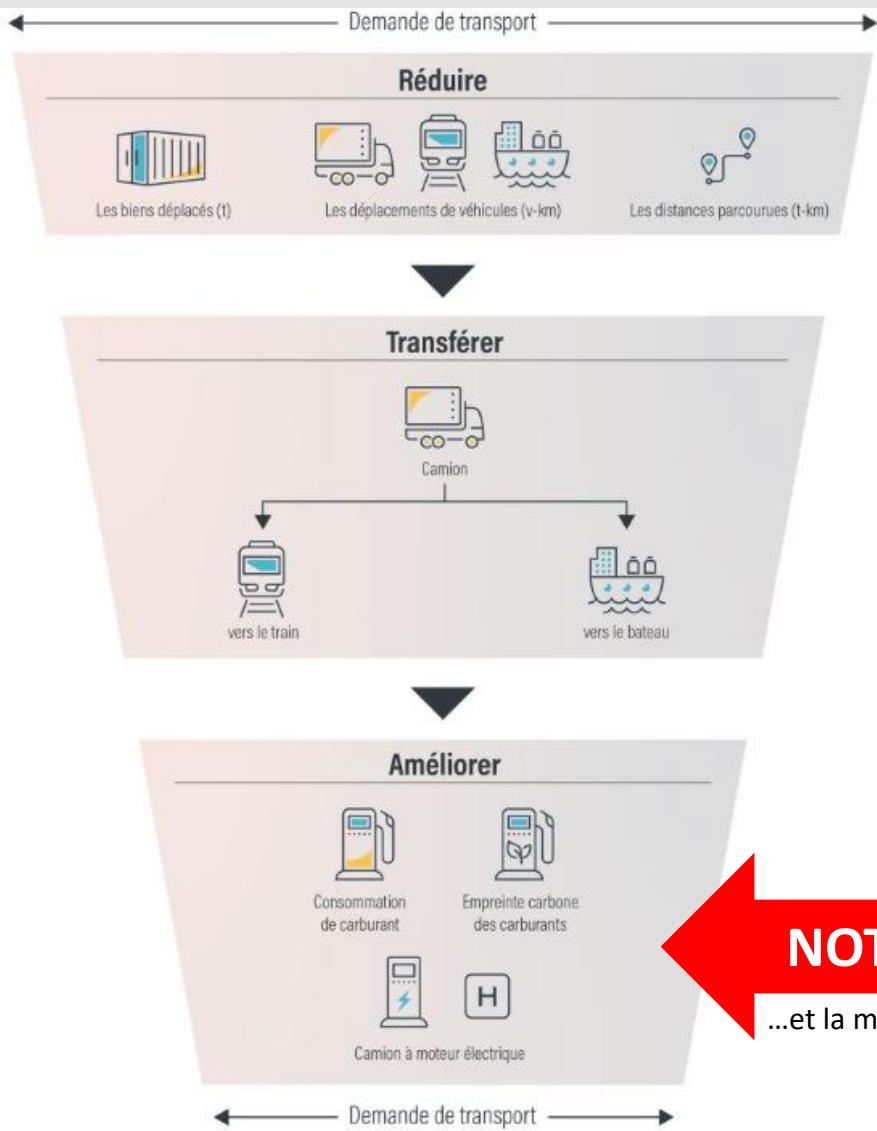 Demande de transport
Réduire
Les biens déplacés (t)
Les déplacements de véhicules (v-km)
Les distances parcourues (t-km)
Transférer
Camion
vers le train
vers le bateau
Améliorer
Consommation
de carburant
Empreinte carbone
des carburants
H
Camion à moteur électrique
NOT
...et la m
Demande de transport